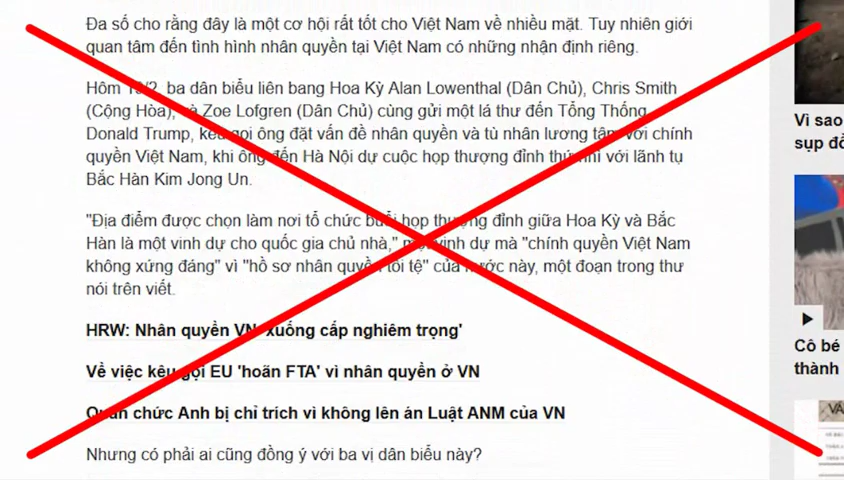 Đa số cho rằng đây là một cơ hội rất tốt cho Việt Nam về nhiều mặt. Tuy nhiên giới
quan tâm đến tình hình nhân quyền tại Việt Nam có những nhận định riêng.
Hôm 19/2, ba dân biểu liên bang Hoa Kỳ Alan Lowenthal (Dân Chủ), Chris Smith
(Cộng Hòa), và Zoe Lofgren (Dân Chủ) cùng gửi một lá thư đến Tổng Thống
Donald Trump, kêu gọi ông đặt vấn đề nhân quyền và tù nhân lương tâm với chính
quyền Việt Nam, khi ông đến Hà Nội dự cuộc họp thượng đỉnh thứ nhì với lãnh tụ
Bắc Hàn Kim Jong Un.
"Địa điểm được chọn làm nơi tổ chức buổi họp thượng đỉnh giữa Hoa Kỳ và Bắc
Hàn là một vinh dự cho quốc gia chủ nhà," một vinh dự mà "chính quyền Việt Nam
không xứng đáng" vì "hồ sơ nhân quyền tồi tệ" của nước này, một đoạn trong thư
nói trên viết.
HRW: Nhân quyền VN 'xuống cấp nghiêm trọng'
Về việc kêu gọi EU 'hoãn FTA' vì nhân quyền ở VN
Quan chức Anh bị chỉ trích vì không lên án Luật ANM của VN
Nhưng có phải ai cũng đồng ý với ba vị dân biểu này?
Vì sao
sụp đổ
Cô bé
thành